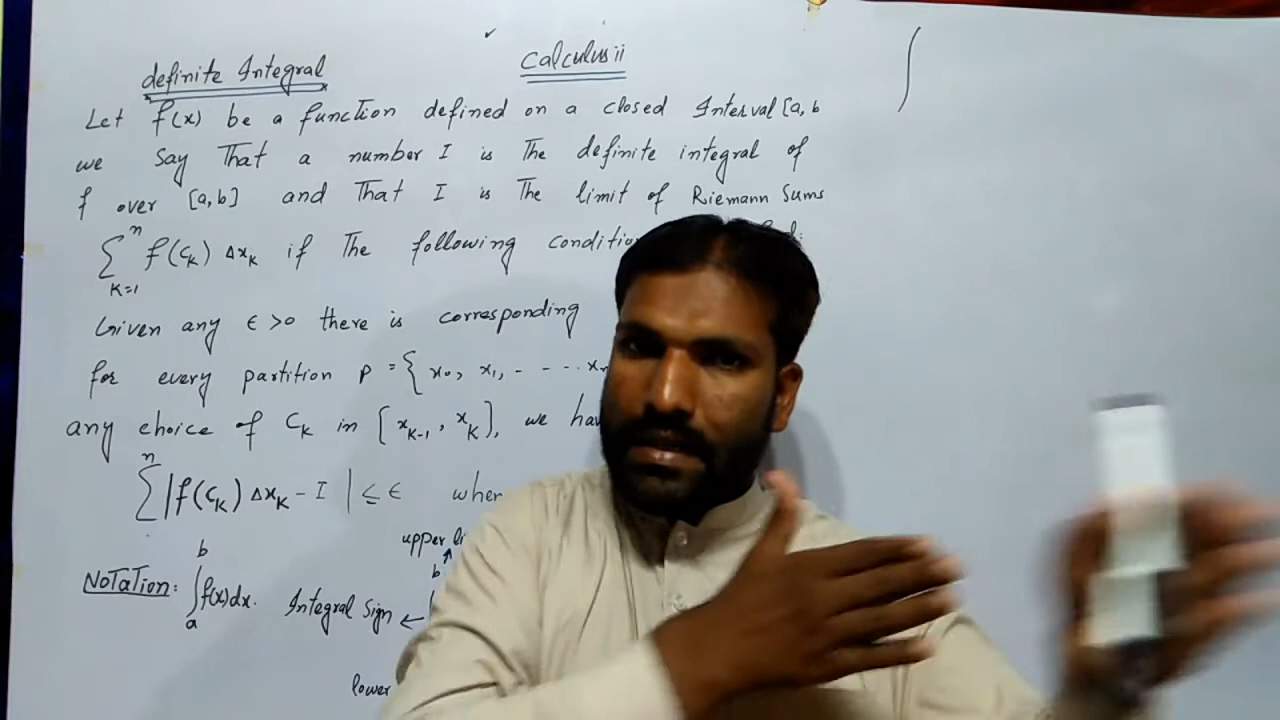 definite Integral
Calculus ii
Let f(x) be a function defined on a closed Interval [a, b
we say That a number I is The definite integral of
f over [a,b] and That I is The limit of Riemann Sums
∑ₖ₌₁ⁿ f(cₖ) Δxₖ if The following
Given any ϵ>0 there is corresponding
for every partition P = { x₀, x₁, - - - -
any choice of Cₖ in [xₖ₋₁, xₖ], we
∑ⁿ |f(cₖ) Δxₖ - I | ≤ ϵ
upper
b
Notation: ∫ₐᵇ f(x)dx. Integral Sign ←
lower
∫